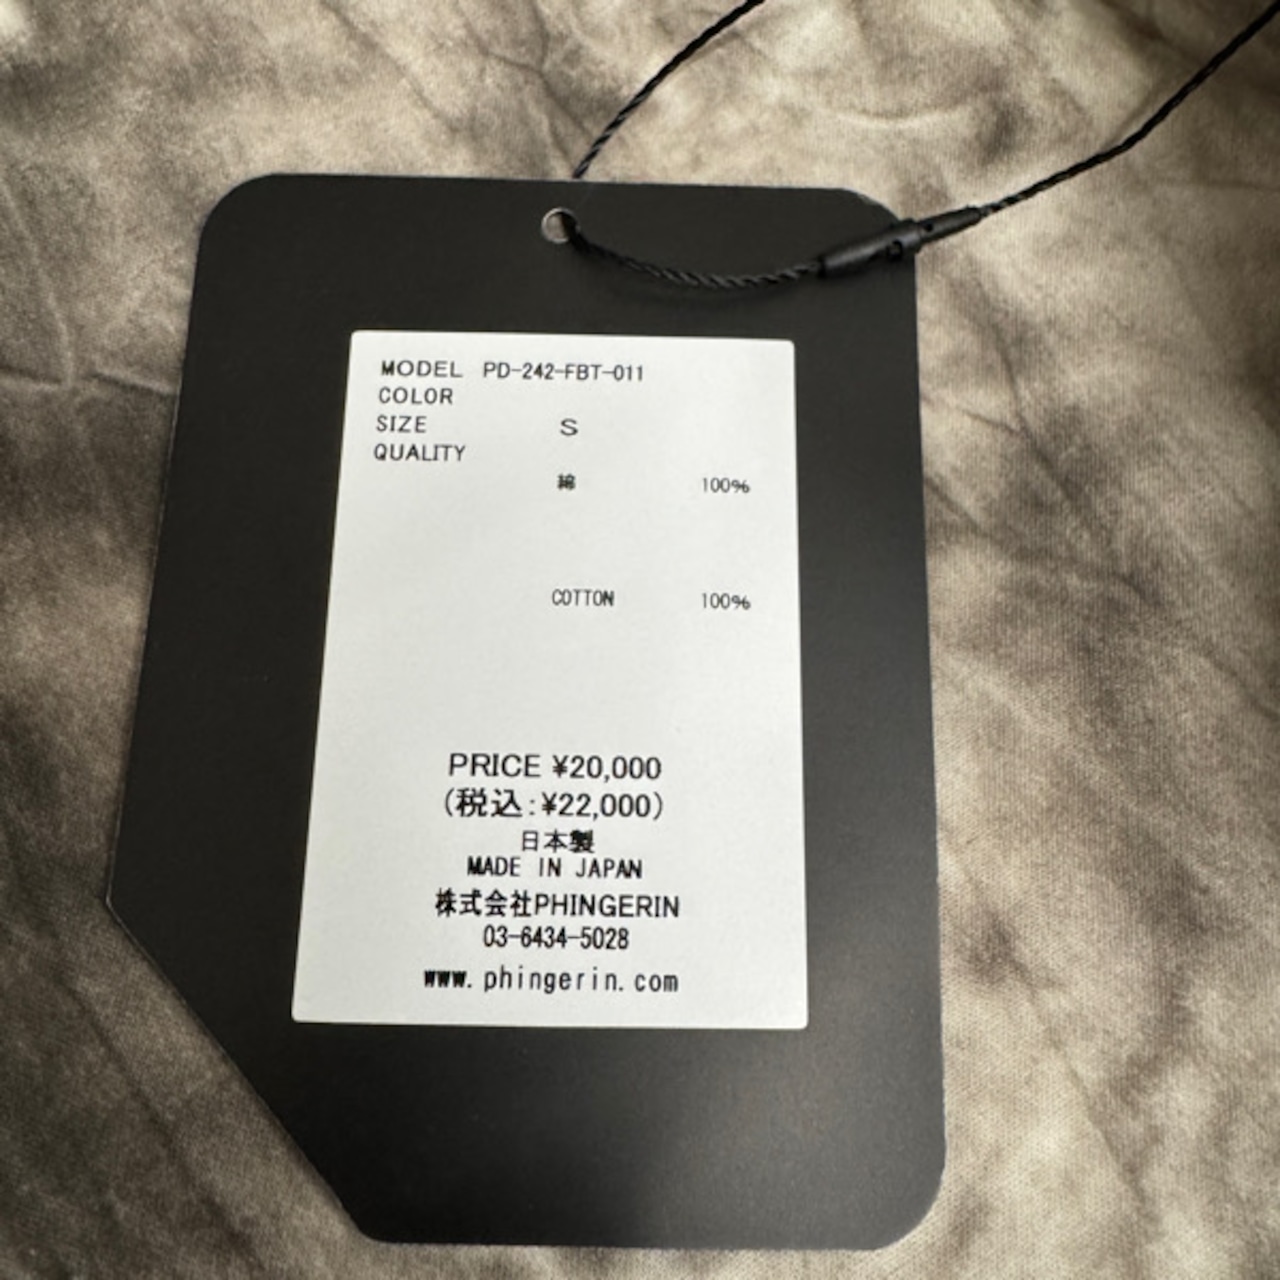 MODEL PD-242-FBT-011
COLOR
SIZE S
QUALITY
綿 100%
COTTON 100%
PRICE ¥20,000
(税込:¥22,000)
日本製
MADE IN JAPAN
株式会社PHINGERIN
03-6434-5028
www.phingerin.com